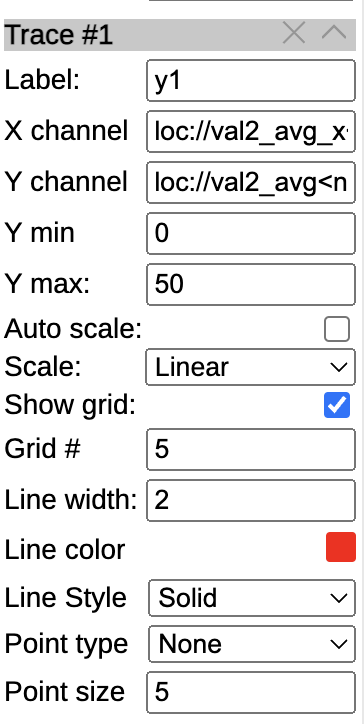 Trace #1
Label: y1
X channel loc://val2_avg_x
Y channel loc://val2_avg<n
Y min 0
Y max: 50
Auto scale:
Scale: Linear
Show grid:
Grid # 5
Line width: 2
Line color
Line Style Solid
Point type None
Point size 5